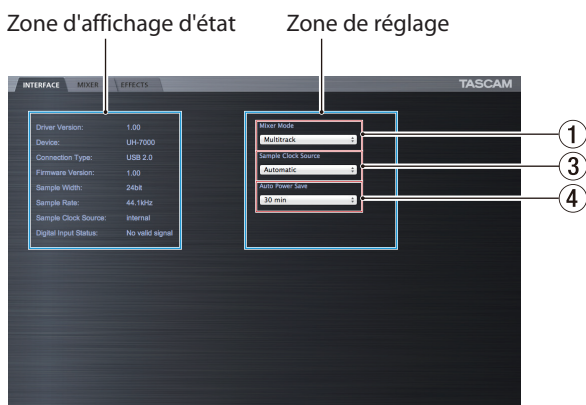 Zone d'affichage d'état
Zone de réglage
INTERFACE MIXER EFFECTS
TASCAM
Driver Version: 1.00
Device: UH-7000
Connection Type: USB 2.0
Firmware Version: 1.00
Sample Width: 24bit
Sample Rate: 44.1kHz
Sample Clock Source: internal
Digital Input Status: No valid signal
Mixer Mode
Multitrack
1
Sample Clock Source
Automatic
3
Auto Power Save
30 min
4